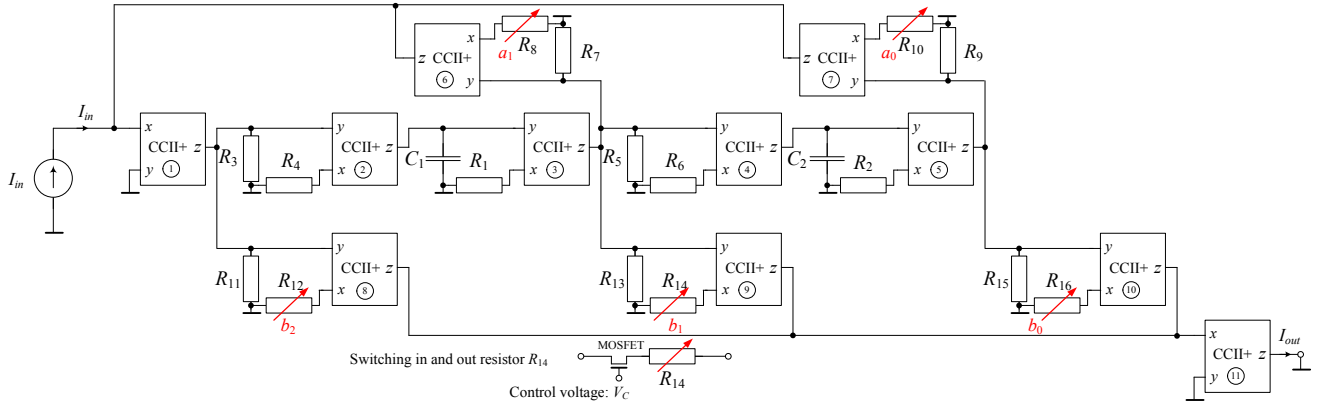 x
R8
a1
R7
z
CCII+
6
y
x
R10
a0
R9
z
CCII+
7
y
Iin
Iin
x
CCII+
z
y
1
R3
R4
y
CCII+
z
x
2
C1
R1
y
CCII+
z
x
3
R5
R6
y
CCII+
z
x
4
C2
R2
y
CCII+
z
x
5
R11
R12
b2
y
CCII+
z
x
8
R13
R14
b1
y
CCII+
z
x
9
R15
R16
b0
y
CCII+
z
x
10
x
CCII+
z
y
11
Iout
MOSFET
Switching in and out resistor R14
R14
Control voltage: VC